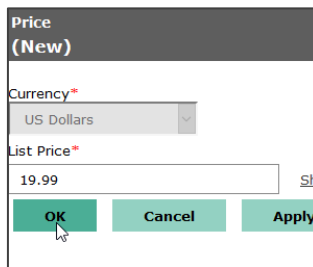 Price
(New)
Currency*
US Dollars
List Price*
19.99
OK Cancel Apply